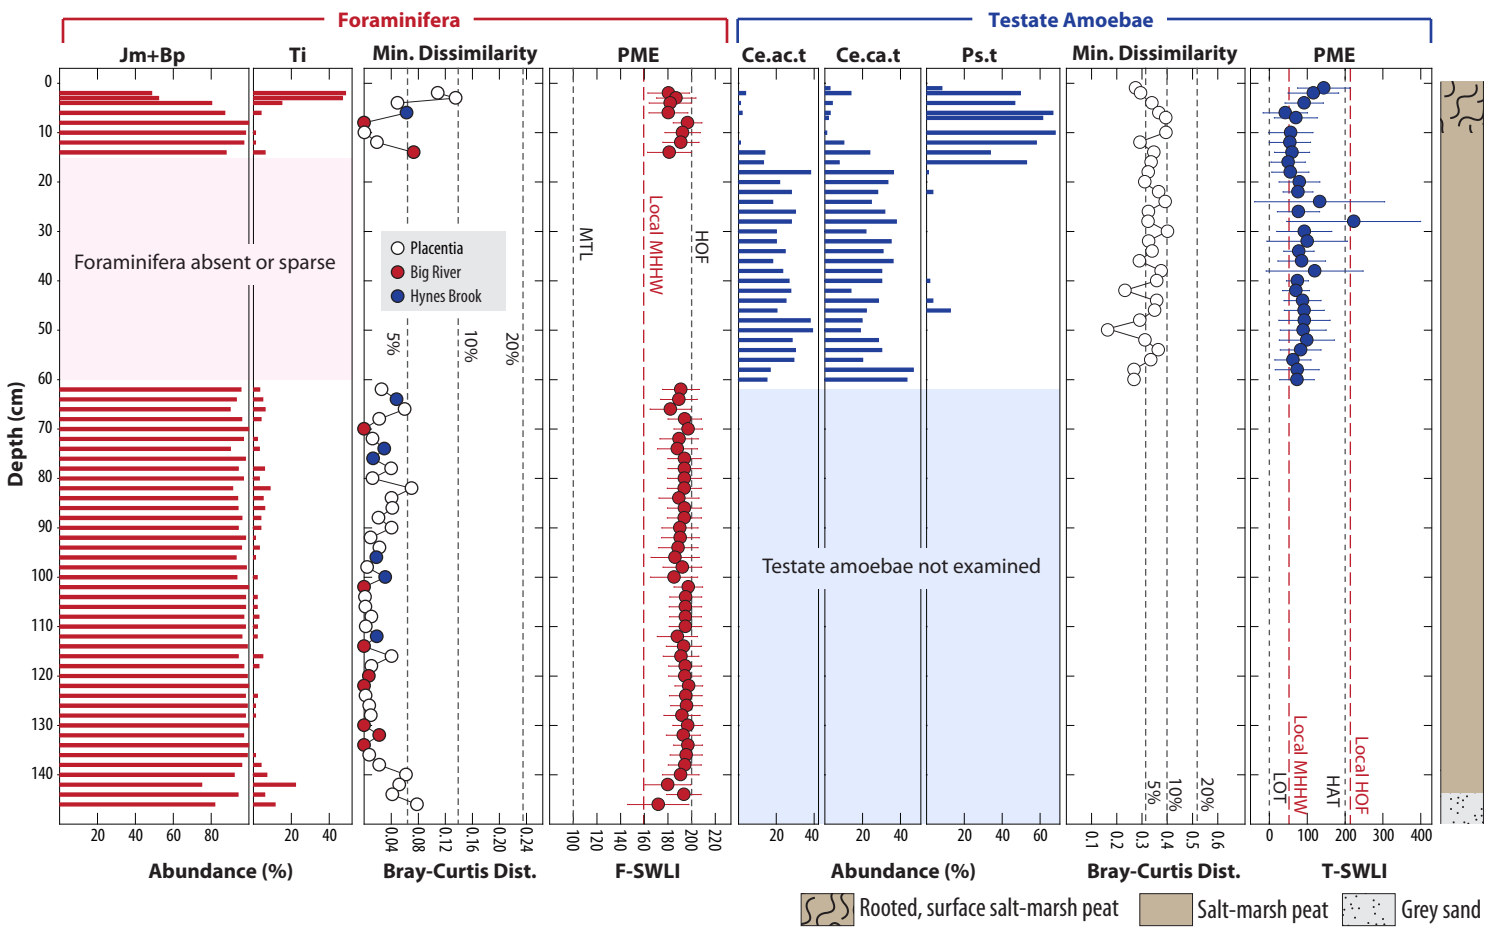 Foraminifera
Testate Amoebae
Jm+Bp
Ti
Min. Dissimilarity
PME
Ce.ac.t
Ce.ca.t
Ps.t
Min. Dissimilarity
PME
Depth (cm)
0
10
20
30
40
50
60
70
80
90
100
110
120
130
140
Foraminifera absent or sparse
Placentia
Big River
Hynes Brook
5%
10%
20%
MTL
Local MHHW
HOF
Testate amoebae not examined
5%
10%
20%
LOT
Local MHHW
HAT
Local HOF
20 40 60 80
20 40
0.04 0.08 0.12 0.16 0.20 0.24
100 120 140 160 180 200 220
20 40
20 40
20 40 60
0.1 0.2 0.3 0.4 0.5 0.6
0 100 200 300 400
Abundance (%)
Bray-Curtis Dist.
F-SWLI
Abundance (%)
Bray-Curtis Dist.
T-SWLI
Rooted, surface salt-marsh peat
Salt-marsh peat
Grey sand